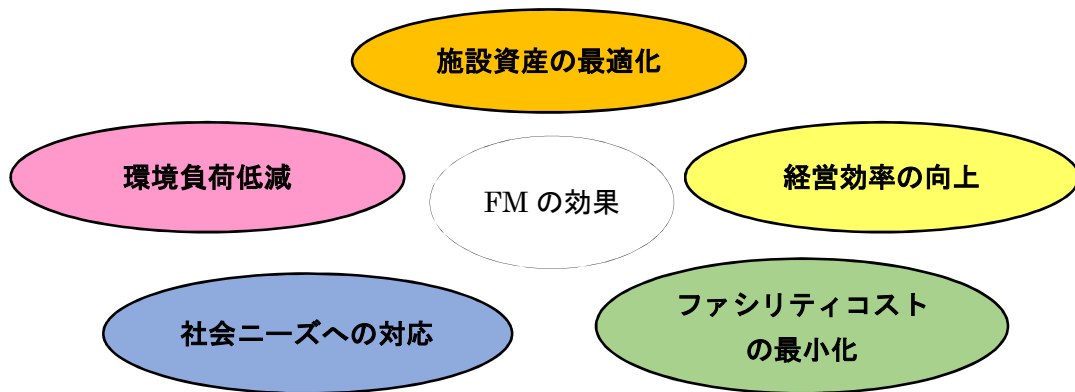 施設資産の最適化
環境負荷低減
経営効率の向上
FM の効果
社会ニーズへの対応
ファシリティコスト
の最小化